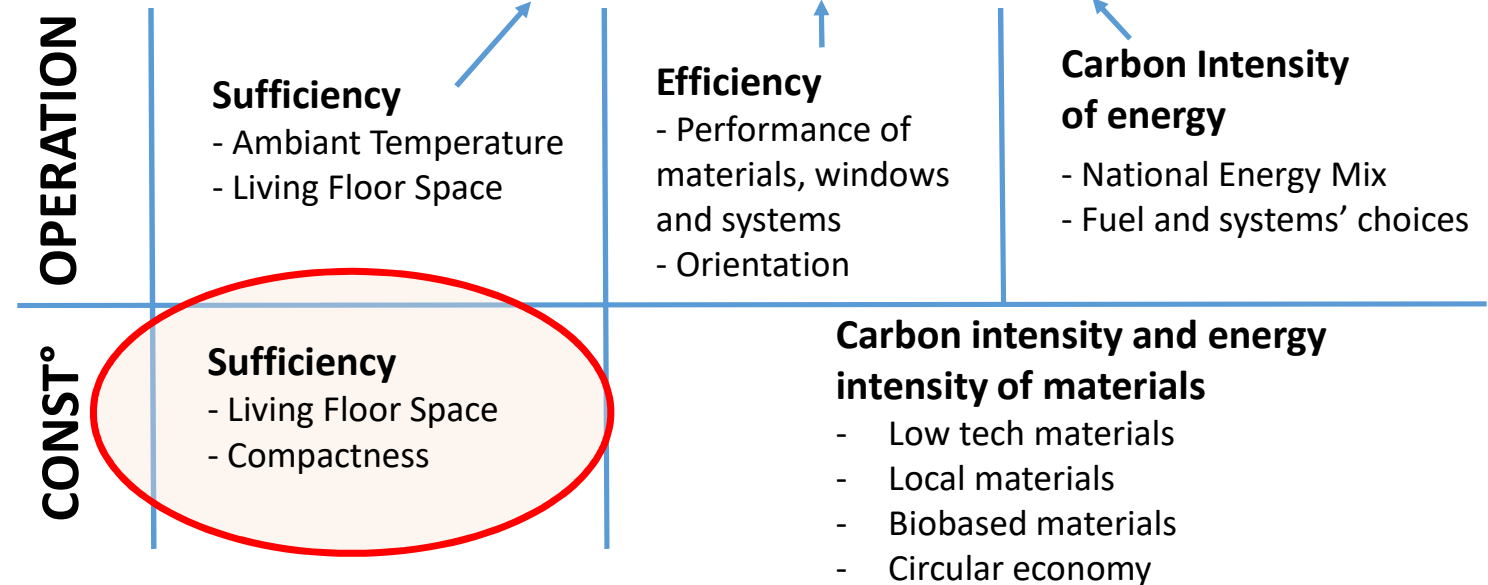 OPERATION
Sufficiency
- Ambiant Temperature
- Living Floor Space
Efficiency
- Performance of
materials, windows
and systems
- Orientation
Carbon Intensity
of energy
- National Energy Mix
- Fuel and systems’ choices
CONST°
Sufficiency
- Living Floor Space
- Compactness
Carbon intensity and energy
intensity of materials
- Low tech materials
- Local materials
- Biobased materials
- Circular economy